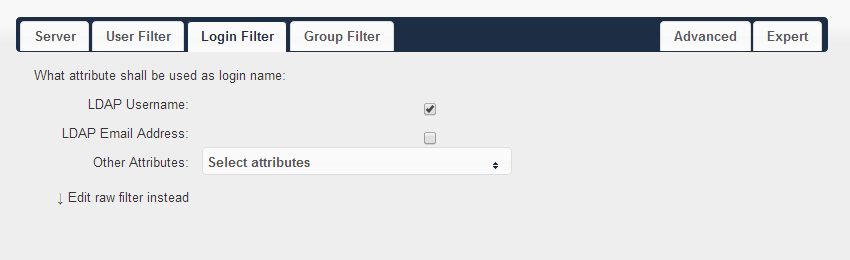 Server User Filter Login Filter Group Filter Advanced Expert
What attribute shall be used as login name:
LDAP Username:
LDAP Email Address:
Other Attributes: Select attributes
↓ Edit raw filter instead